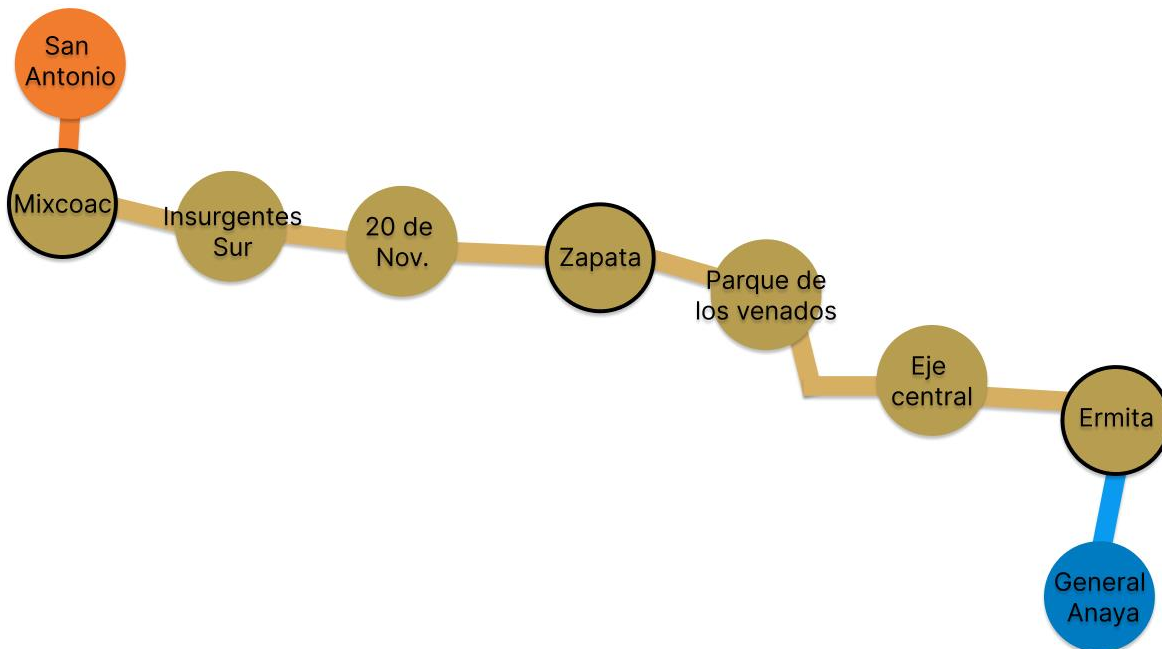 San
Antonio
Mixcoac
Insurgentes
Sur
20 de
Nov.
Zapata
Parque de
los venados
Eje
central
Ermita
General
Anaya